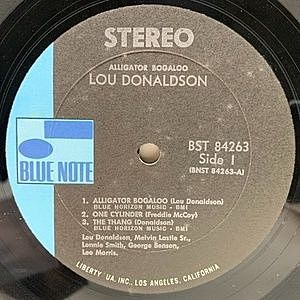 STEREO
ALLIGATOR BOGALOO
LOU DONALDSON
BST 84263
Side 1
(BNST 84263-A)
BLUE NOTE
1. ALLIGATOR BOGALOO (Lou Donaldson)
BLUE HORIZON MUSIC - BMI
2. ONE CYLINDER (Freddie McCoy)
3. THE THANG (Donaldson)
BLUE HORIZON MUSIC - BMI
Lou Donaldson, Melvin Lastie Sr.,
Lonnie Smith, George Benson,
Leo Morris.
LIBERTY UA, INC, LOS ANGELES, CALIFORNIA